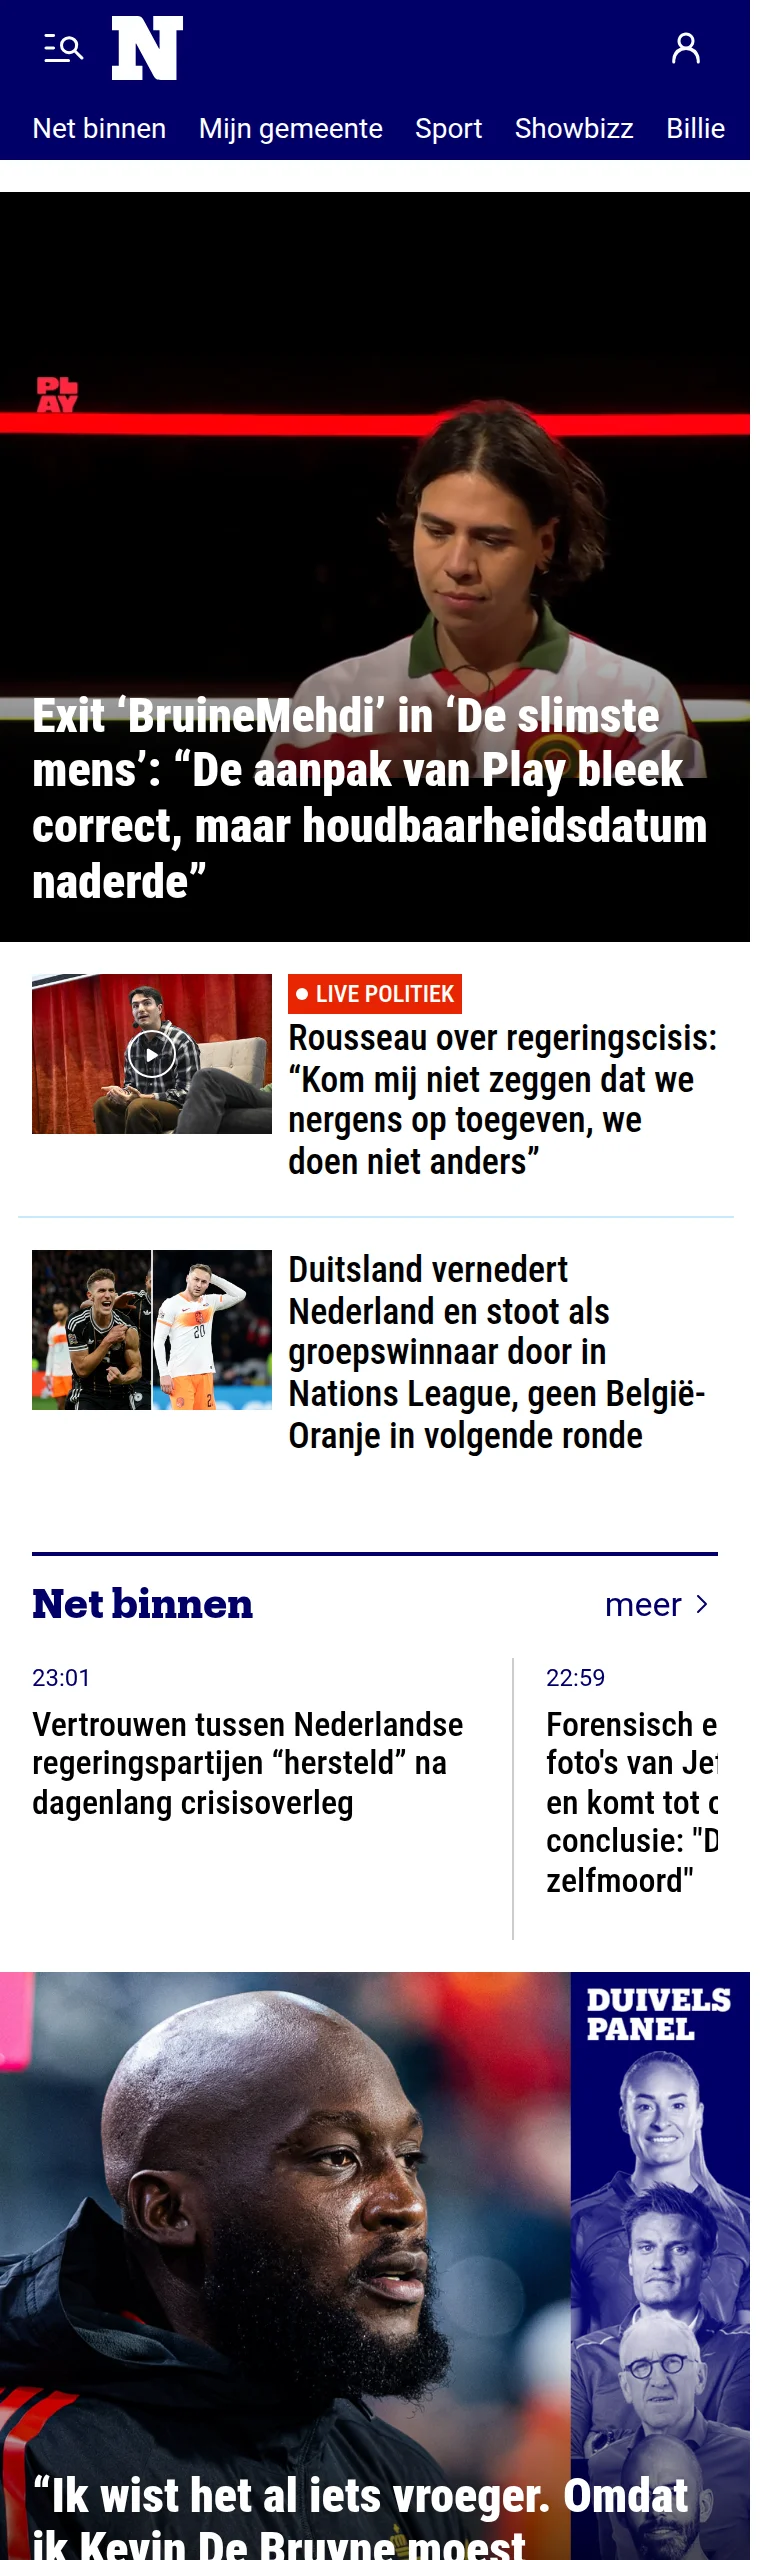 N
Net binnen Mijn gemeente Sport Showbizz Billie
PLAY
Exit ‘BruineMehdi’ in ‘De slimste
mens’: “De aanpak van Play bleek
correct, maar houdbaarheidsdatum
naderde”
LIVE POLITIEK
Rousseau over regeringscisis:
“Kom mij niet zeggen dat we
nergens op toegeven, we
doen niet anders”
20
2
Duitsland vernedert
Nederland en stoot als
groepswinnaar door in
Nations League, geen België-
Oranje in volgende ronde
Net binnen
meer
23:01
Vertrouwen tussen Nederlandse
regeringspartijen “hersteld” na
dagenlang crisisoverleg
22:59
Forensisch e
foto's van Je
en komt tot
conclusie: "D
zelfmoord"
DUIVELS
PANEL
“Ik wist het al iets vroeger. Omdat
ik Kevin De Bruyne moest